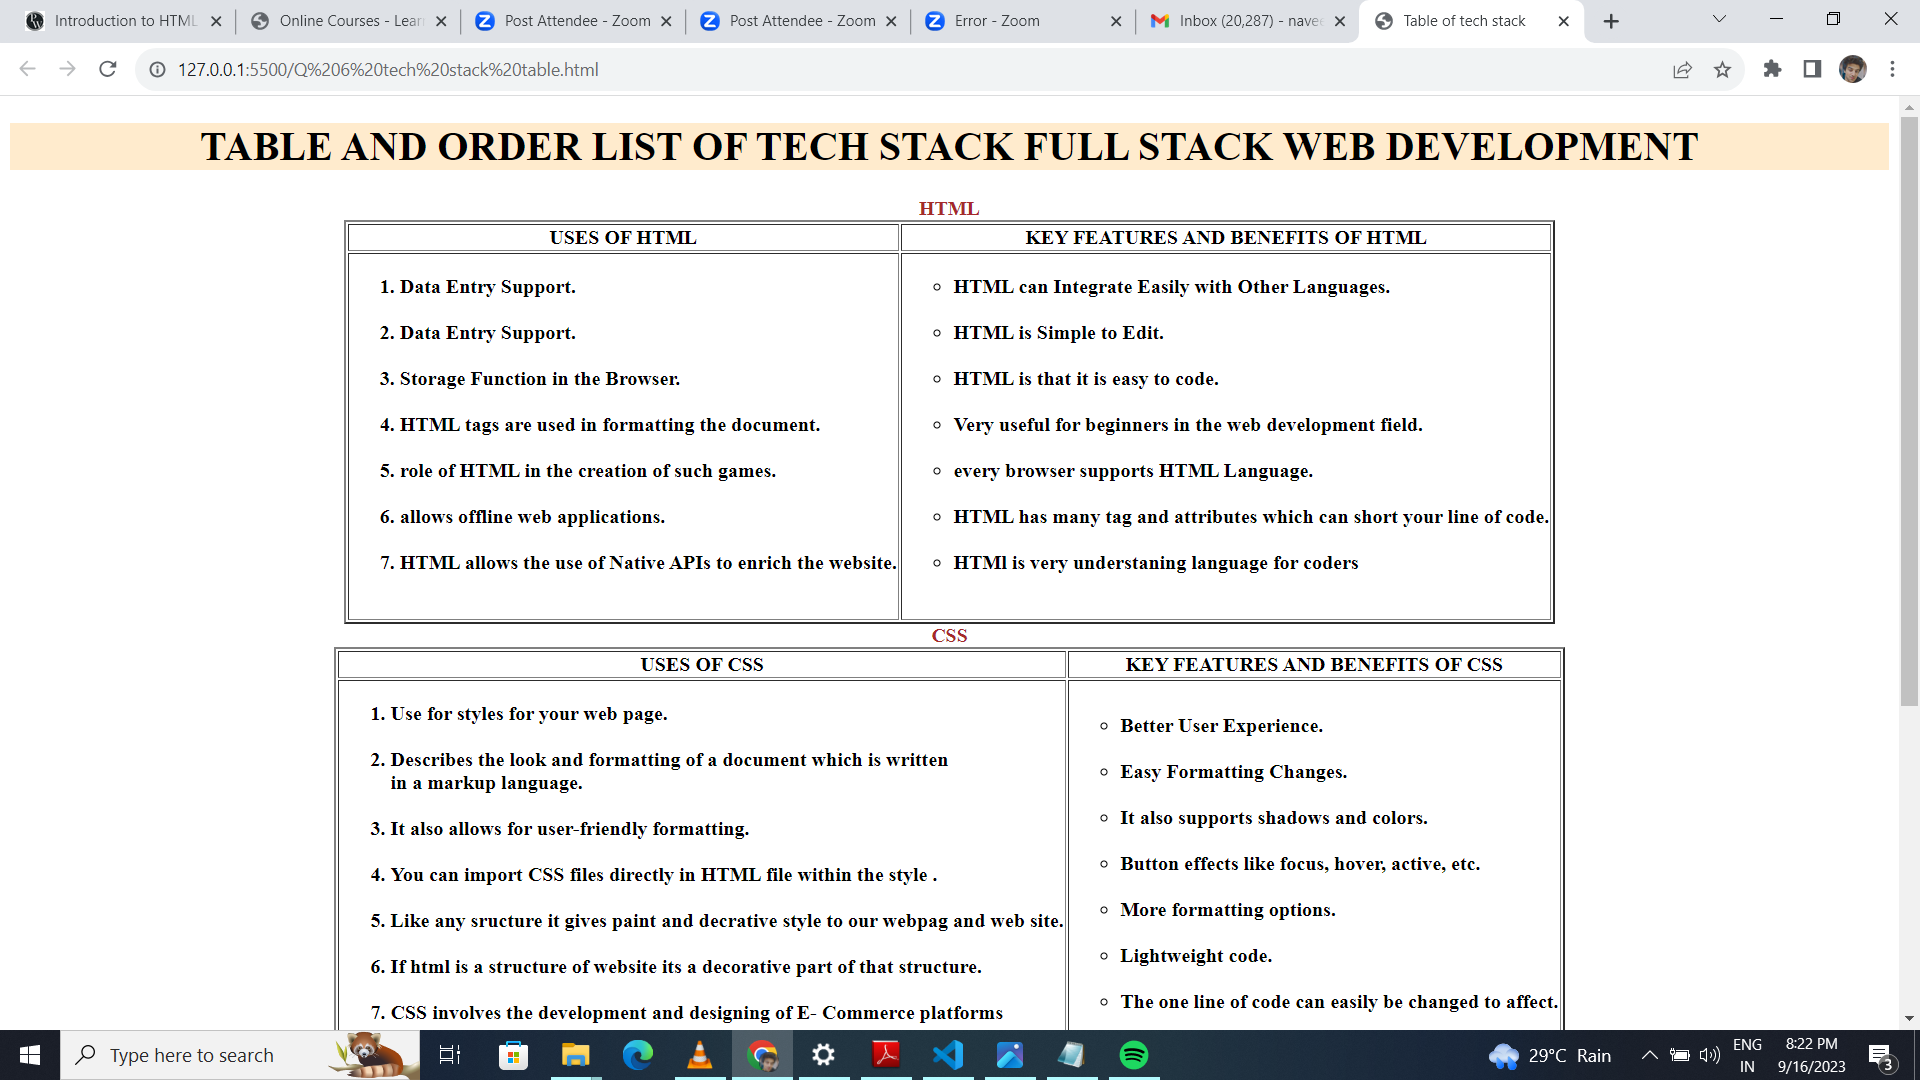 Introduction to HTML
Online Courses - Lear
Post Attendee - Zoom
Post Attendee - Zoom
Error - Zoom
Inbox (20,287) - navee
Table of tech stack
127.0.0.1:5500/Q%206%20tech%20stack%20table.html
TABLE AND ORDER LIST OF TECH STACK FULL STACK WEB DEVELOPMENT
HTML
USES OF HTML
KEY FEATURES AND BENEFITS OF HTML
1. Data Entry Support.
2. Data Entry Support.
3. Storage Function in the Browser.
4. HTML tags are used in formatting the document.
5. role of HTML in the creation of such games.
6. allows offline web applications.
7. HTML allows the use of Native APIs to enrich the website.
HTML can Integrate Easily with Other Languages.
HTML is Simple to Edit.
HTML is that it is easy to code.
Very useful for beginners in the web development field.
every browser supports HTML Language.
HTML has many tag and attributes which can short your line of code.
HTMl is very understaning language for coders
CSS
USES OF CSS
KEY FEATURES AND BENEFITS OF CSS
1. Use for styles for your web page.
2. Describes the look and formatting of a document which is written
in a markup language.
3. It also allows for user-friendly formatting.
4. You can import CSS files directly in HTML file within the style .
5. Like any sructure it gives paint and decrative style to our webpag and web site.
6. If html is a structure of website its a decorative part of that structure.
7. CSS involves the development and designing of E- Commerce platforms
Better User Experience.
Easy Formatting Changes.
It also supports shadows and colors.
Button effects like focus, hover, active, etc.
More formatting options.
Lightweight code.
The one line of code can easily be changed to affect.
Type here to search
29°C Rain
ENG
IN
8:22 PM
9/16/2023
3